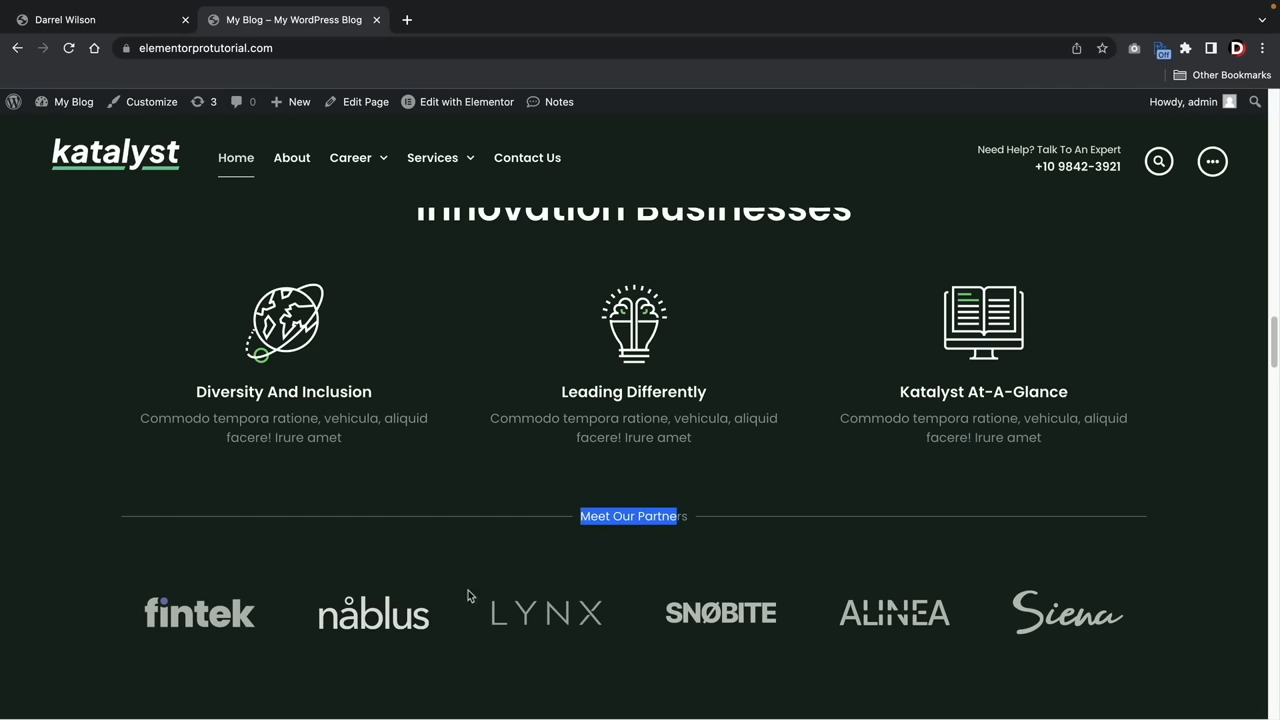 Darrel Wilson
My Blog – My WordPress Blog
elementorprotutorial.com
D
Off
Other Bookmarks
My Blog Customize 3 0 New Edit Page Edit with Elementor Notes Howdy, admin
katalyst
Home About Career Services Contact Us
Need Help? Talk To An Expert
+10 9842-3921
Innovation Businesses
Diversity And Inclusion
Commodo tempora ratione, vehicula, aliquid
facere! Irure amet
Leading Differently
Commodo tempora ratione, vehicula, aliquid
facere! Irure amet
Katalyst At-A-Glance
Commodo tempora ratione, vehicula, aliquid
facere! Irure amet
Meet Our Partners
fintek nåblus LYNX SNØBITE ALINEA Siena